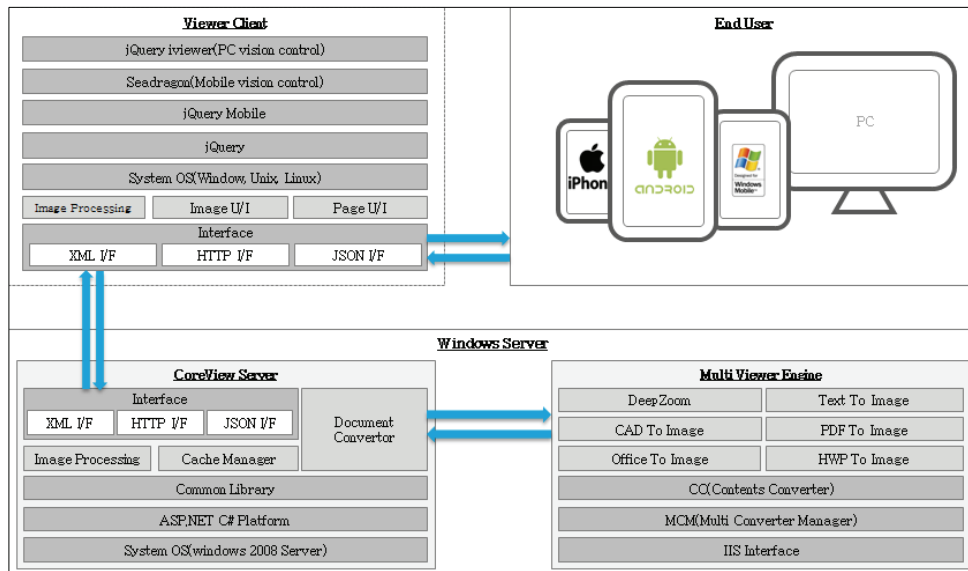 Viewer Client
jQuery iviewer(PC vision control)
Seadragon(Mobile vision control)
jQuery Mobile
jQuery
System OS(Window, Unix, Linux)
Image Processing
Image U/I
Page U/I
Interface
XML I/F
HTTP I/F
JSON I/F
End User
iPhon
ANDROID
Designed for
Windows
Mobile™
PC
Windows Server
CoreView Server
Interface
XML I/F
HTTP I/F
JSON I/F
Document
Convertor
Image Processing
Cache Manager
Common Library
ASP.NET C# Platform
System OS(windows 2008 Server)
Multi Viewer Engine
DeepZoom
Text To Image
CAD To Image
PDF To Image
Office To Image
HWP To Image
CC(Contents Converter)
MCM(Multi Converter Manager)
IIS Interface